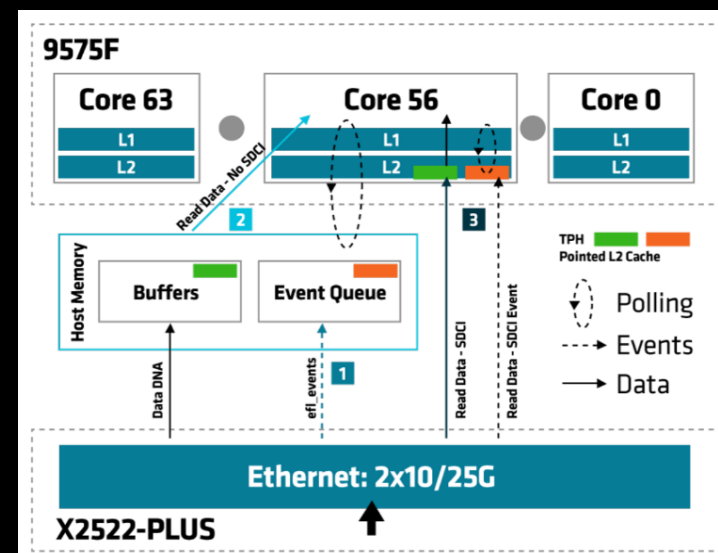 9575F
Core 63
L1
L2
Core 56
L1
L2
Core 0
L1
L2
Read Data - No SDCI
2
3
Host Memory
Buffers
Event Queue
TPH
Pointed L2 Cache
Polling
Events
Data
Data DNA
efl_events
1
Read Data - SDCI
Read Data - SDCI Event
Ethernet: 2x10/25G
X2522-PLUS